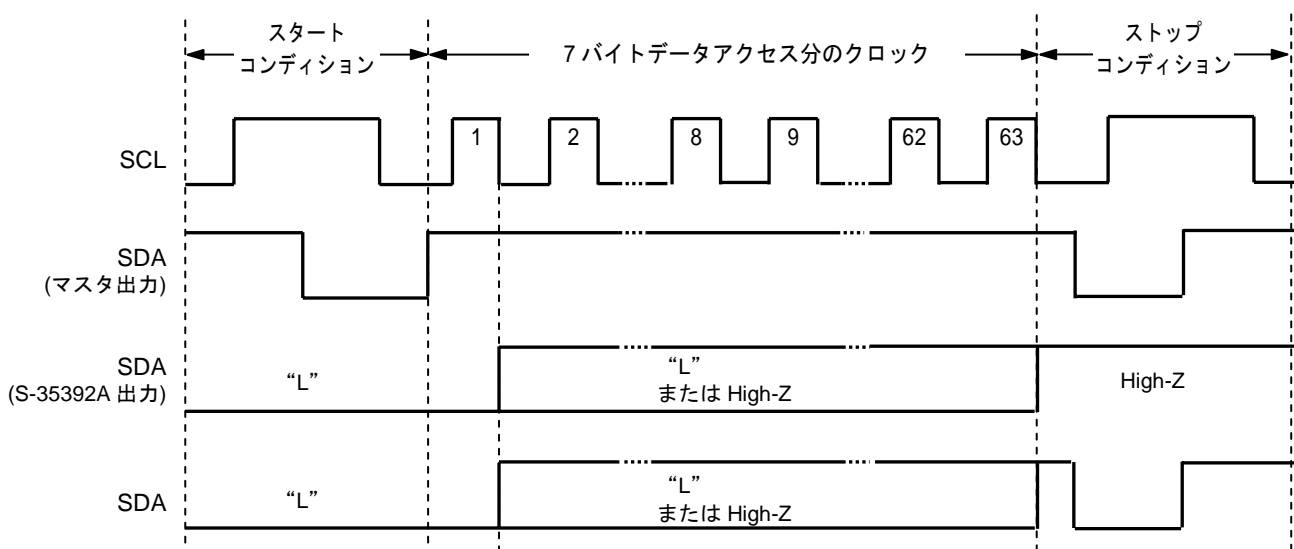 スタート
コンディション
7 バイトデータアクセス分のクロック
ストップ
コンディション
SCL
1
2
8
9
62
63
SDA
(マスタ出力)
SDA
(S-35392A 出力)
“L”
“L”
または High-Z
High-Z
SDA
“L”
“L”
または High-Z